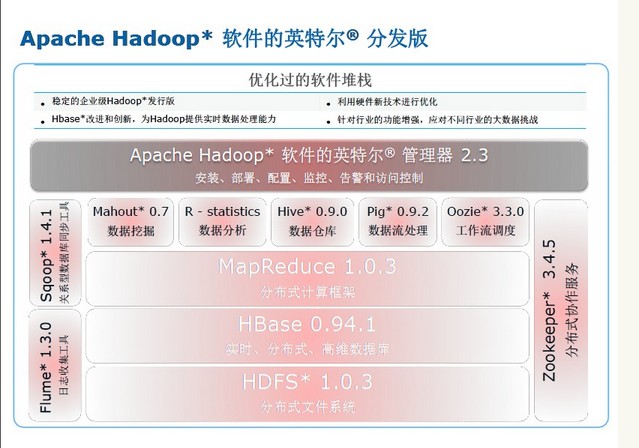 Apache Hadoop* 软件的英特尔® 分发版
优化过的软件堆栈
• 稳定的企业级Hadoop*发行版
• 利用硬件新技术进行优化
• Hbase*改进和创新，为Hadoop提供实时数据处理能力
• 针对行业的功能增强，应对不同行业的大数据挑战
Apache Hadoop* 软件的英特尔® 管理器 2.3
安装、部署、配置、监控、告警和访问控制
Sqoop* 1.4.1
关系型数据库同步工具
Mahout* 0.7
数据挖掘
R - statistics
数据分析
Hive* 0.9.0
数据仓库
Pig* 0.9.2
数据流处理
Oozie* 3.3.0
工作流调度
MapReduce 1.0.3
分布式计算框架
Flume* 1.3.0
日志收集工具
HBase 0.94.1
实时、分布式、高维数据库
HDFS* 1.0.3
分布式文件系统
Zookeeper* 3.4.5
分布式协作服务